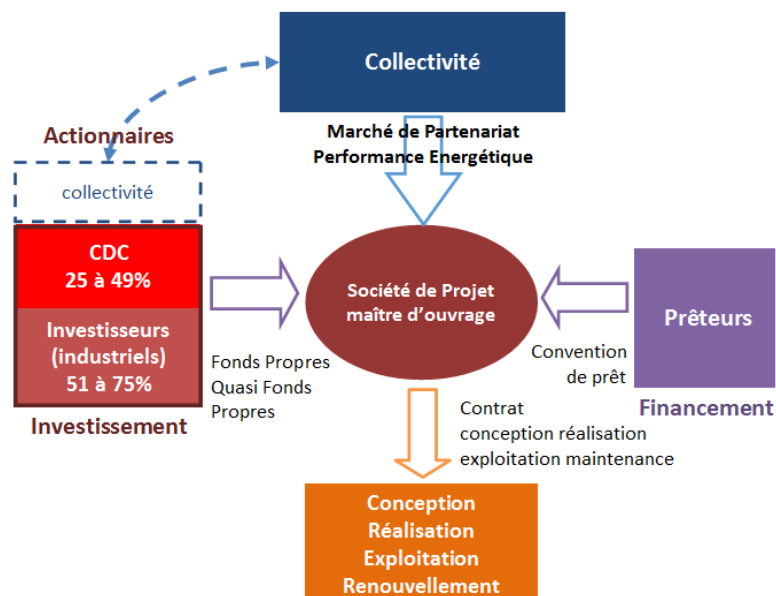 Collectivité
Marché de Partenariat
Performance Energétique
Actionnaires
collectivité
CDC
25 à 49%
Investisseurs
(industriels)
51 à 75%
Investissement
Fonds Propres
Quasi Fonds
Propres
Société de Projet
maître d'ouvrage
Convention
de prêt
Prêteurs
Financement
Contrat
conception réalisation
exploitation maintenance
Conception
Réalisation
Exploitation
Renouvellement